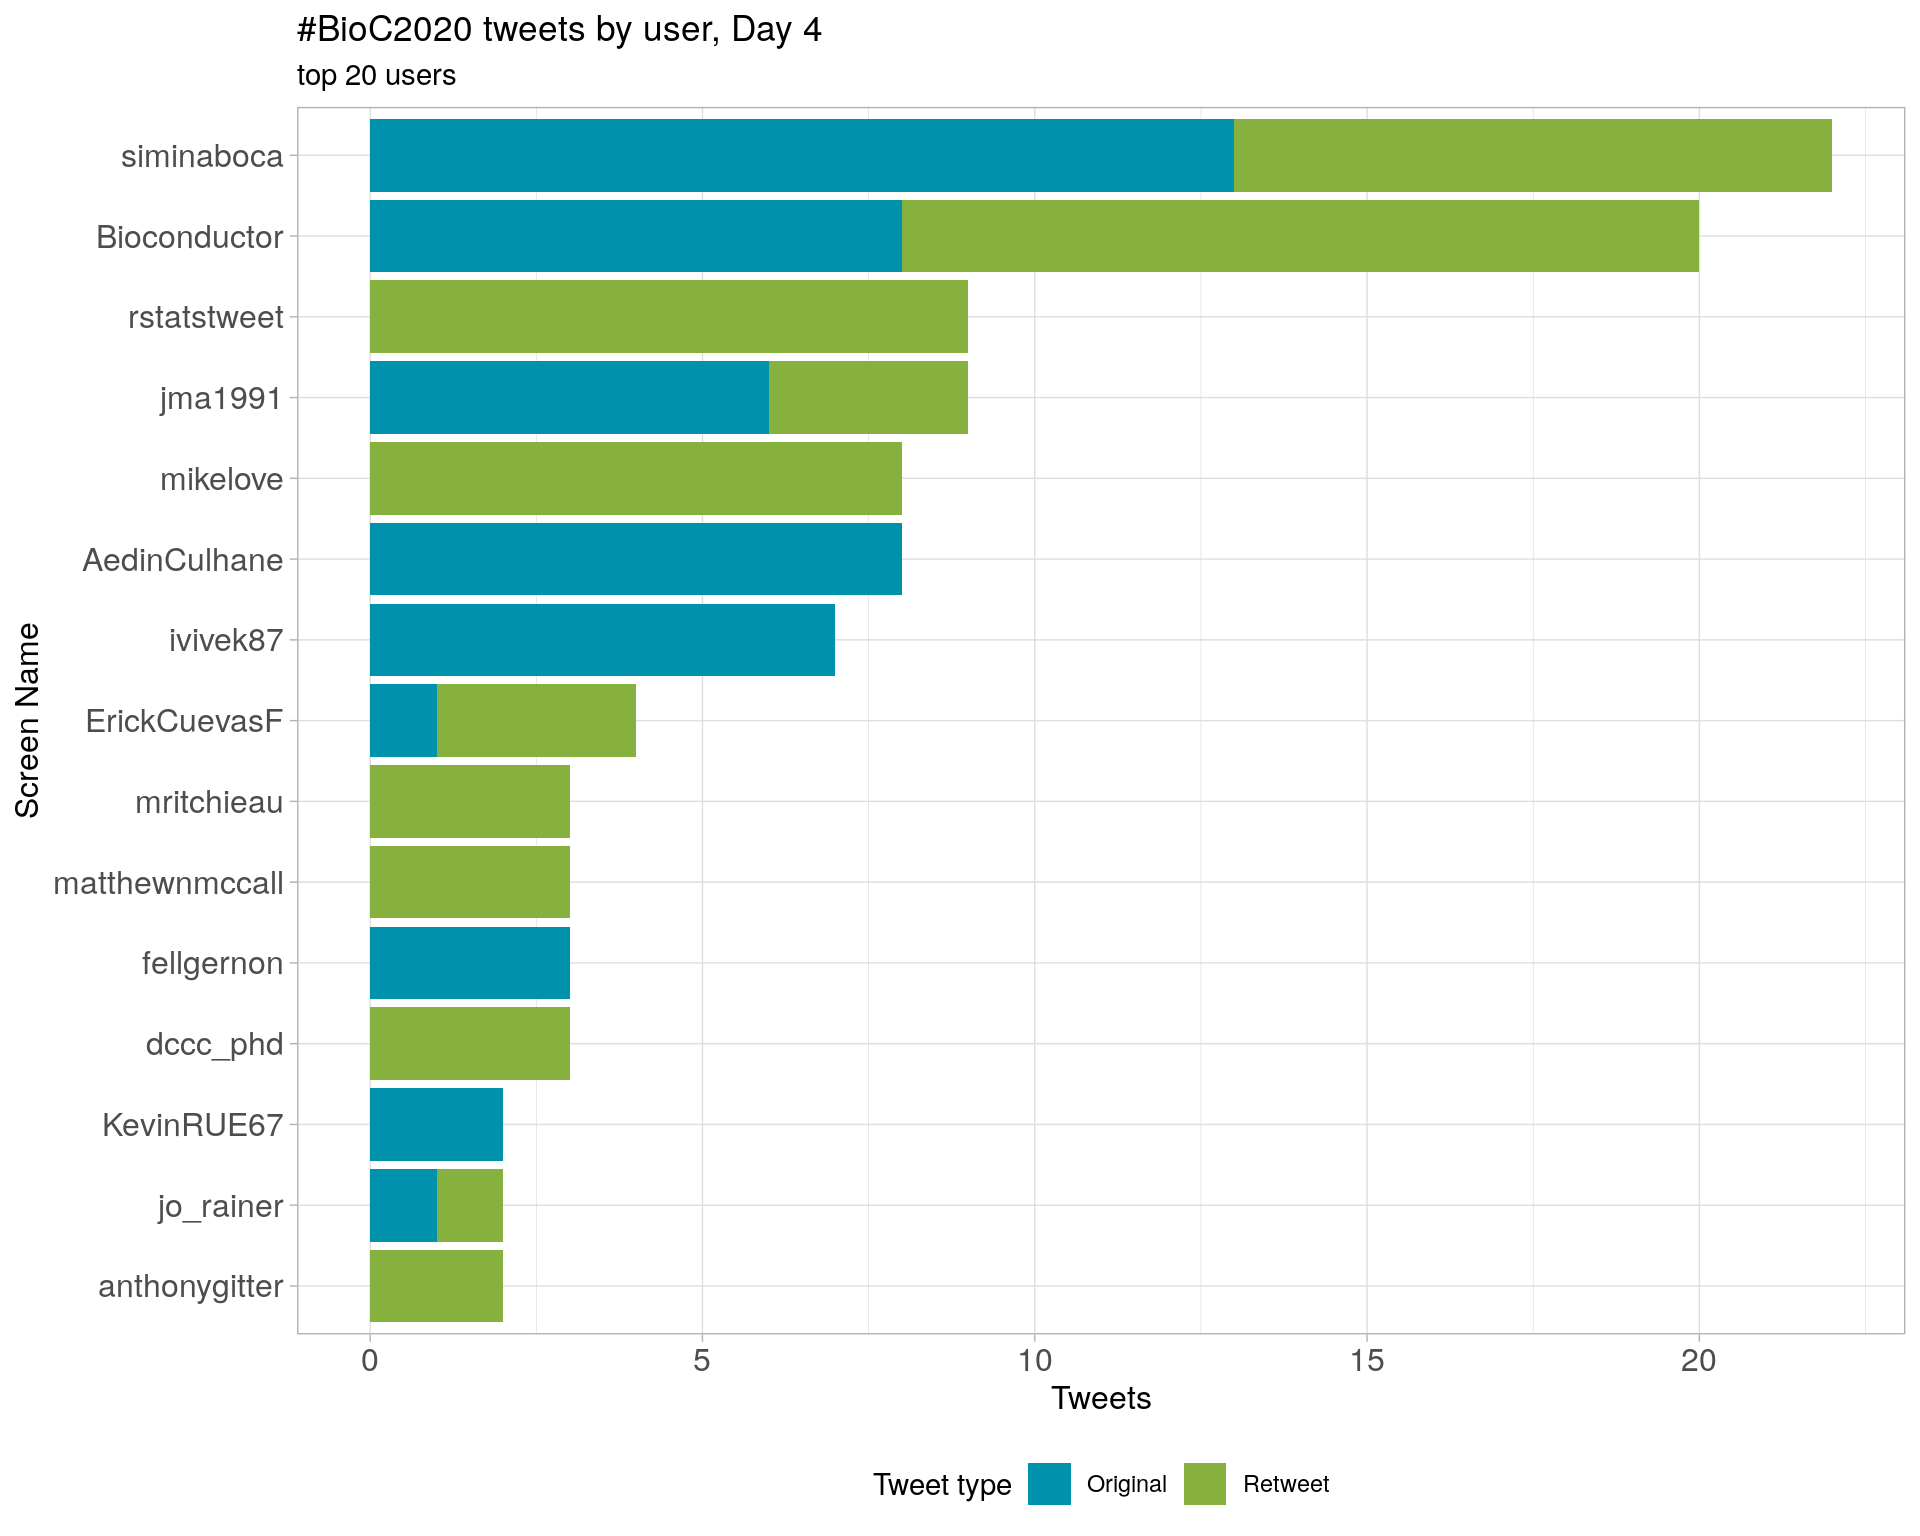 #BioC2020 tweets by user, Day 4
top 20 users
siminaboca
Bioconductor
rstatstweet
jma1991
mikelove
AedinCulhane
ivivek87
ErickCuevasF
mritchieau
matthewnmccall
fellgernon
dccc_phd
KevinRUE67
jo_rainer
anthonygitter
Screen Name
0 5 10 15 20
Tweets
Tweet type Original Retweet